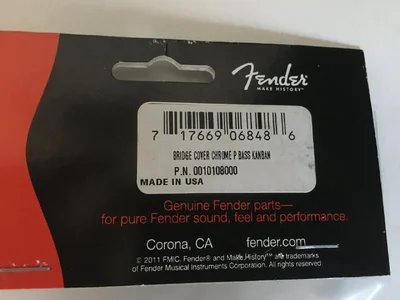 Fender
MAKE HISTORY™
7 17669 06848 6
BRIDGE COVER CHROME P BASS KANBAN
P.N. 0010108000
MADE IN USA
Genuine Fender parts—
for pure Fender sound, feel and performance.
Corona, CA fender.com
© 2011 FMIC. Fender® and Make History™ are trademarks
of Fender Musical Instruments Corporation. All rights reserved.